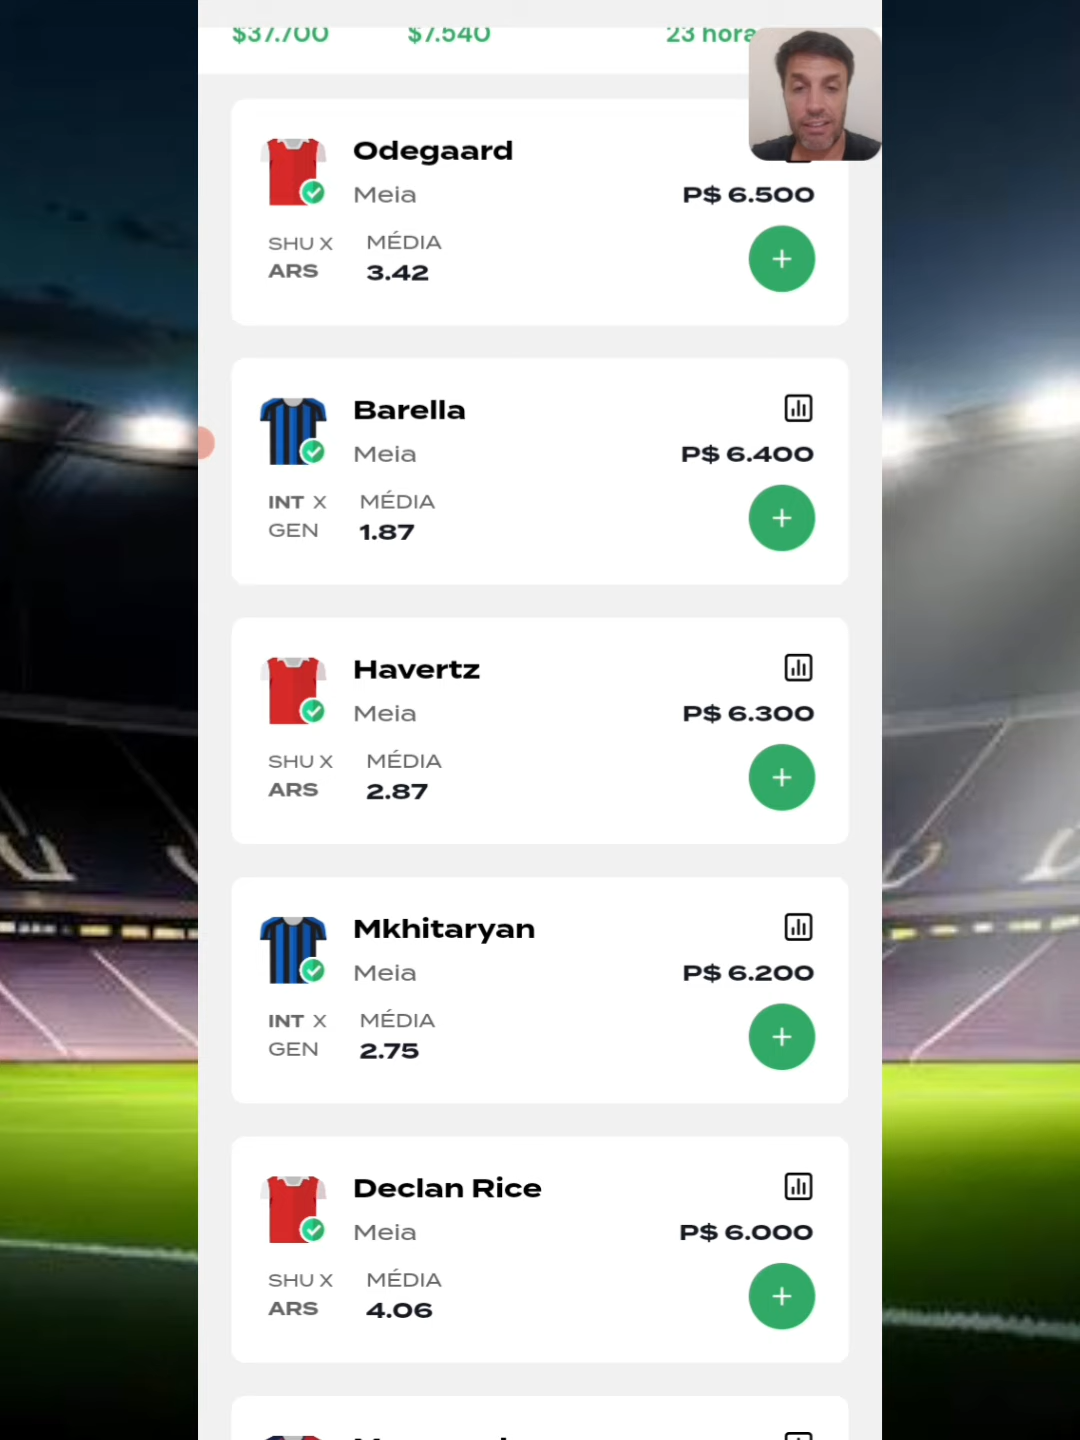 $37.700 $7.540 23 hora
Odegaard
Meia P$ 6.500
SHU X MÉDIA
ARS 3.42
Barella
Meia P$ 6.400
INT X MÉDIA
GEN 1.87
Havertz
Meia P$ 6.300
SHU X MÉDIA
ARS 2.87
Mkhitaryan
Meia P$ 6.200
INT X MÉDIA
GEN 2.75
Declan Rice
Meia P$ 6.000
SHU X MÉDIA
ARS 4.06